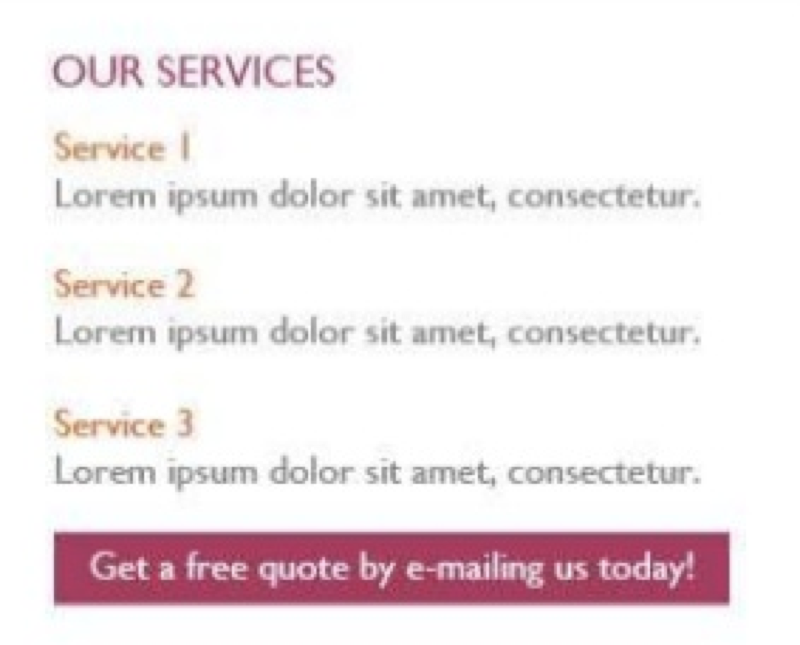 OUR SERVICES
Service 1
Lorem ipsum dolor sit amet, consectetur.
Service 2
Lorem ipsum dolor sit amet, consectetur.
Service 3
Lorem ipsum dolor sit amet, consectetur.
Get a free quote by e-mailing us today!